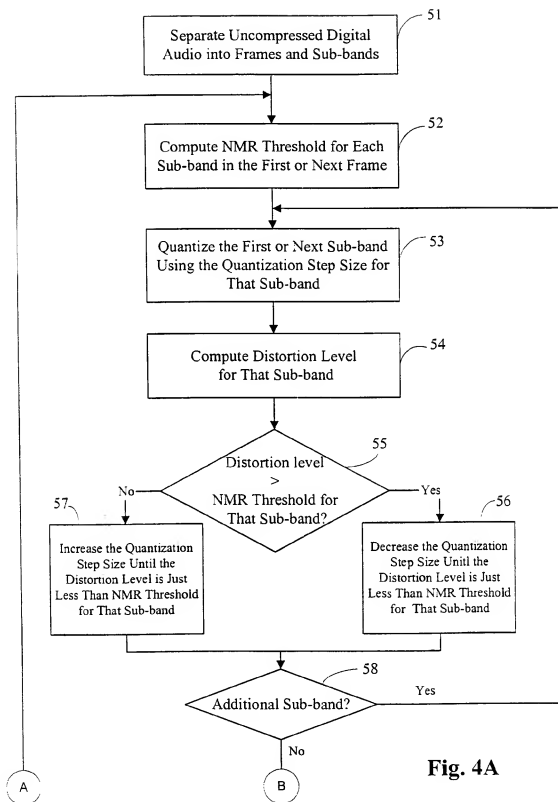 51
Separate Uncompressed Digital
Audio into Frames and Sub-bands
52
Compute NMR Threshold for Each
Sub-band in the First or Next Frame
53
Quantize the First or Next Sub-band
Using the Quantization Step Size for
That Sub-band
54
Compute Distortion Level
for That Sub-band
55
Distortion level
>
NMR Threshold for
That Sub-band?
No
Yes
57
Increase the Quantization
Step Size Until the
Distortion Level is Just
Less Than NMR Threshold
for That Sub-band
56
Decrease the Quantization
Step Size Unitl the
Distortion Level is Just
Less Than NMR Threshold
for That Sub-band
58
Additional Sub-band?
Yes
No
A
B
Fig. 4A